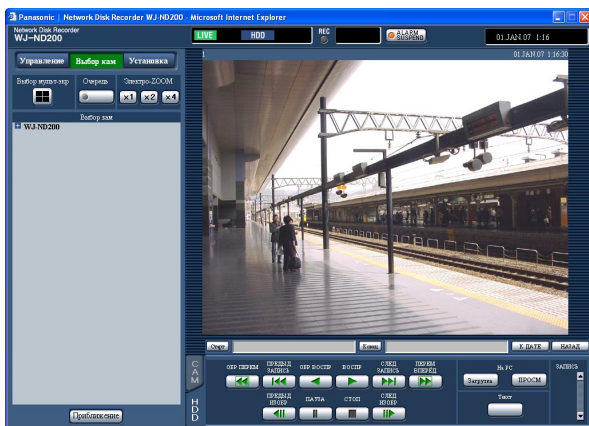 Panasonic | Network Disk Recorder WJ-ND200 - Microsoft Internet Explorer
Network Disk Recorder
WJ-ND200
LIVE HDD REC ALARM SUSPEND 01.JAN.07 1:16
Управление Выбор кам Установка
1 01.JAN.07 1:16:30
Выбор мульт-экр Очередь Электро-ZOOM
x1 x2 x4
Выбор кам
WJ-ND200
Старт Конец К ДАТЕ НАЗАД
CAM
ОБР ПЕРЕМ ПРЕДЫД ЗАПИСЬ ОБР ВОСПР ВОСПР СЛЕД ЗАПИСЬ ПЕРЕМ ВПЕРЁД
На PC ЗАПИСЬ
Загрузка ПРОСМ
HDD
ПРЕДЫД ИЗОБР ПАУЗА СТОП СЛЕД ИЗОБР
Текст
Приближение